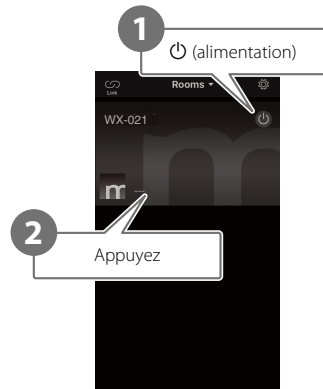 1
⏻ (alimentation)
Link
Rooms
WX-021
m
2
Appuyez